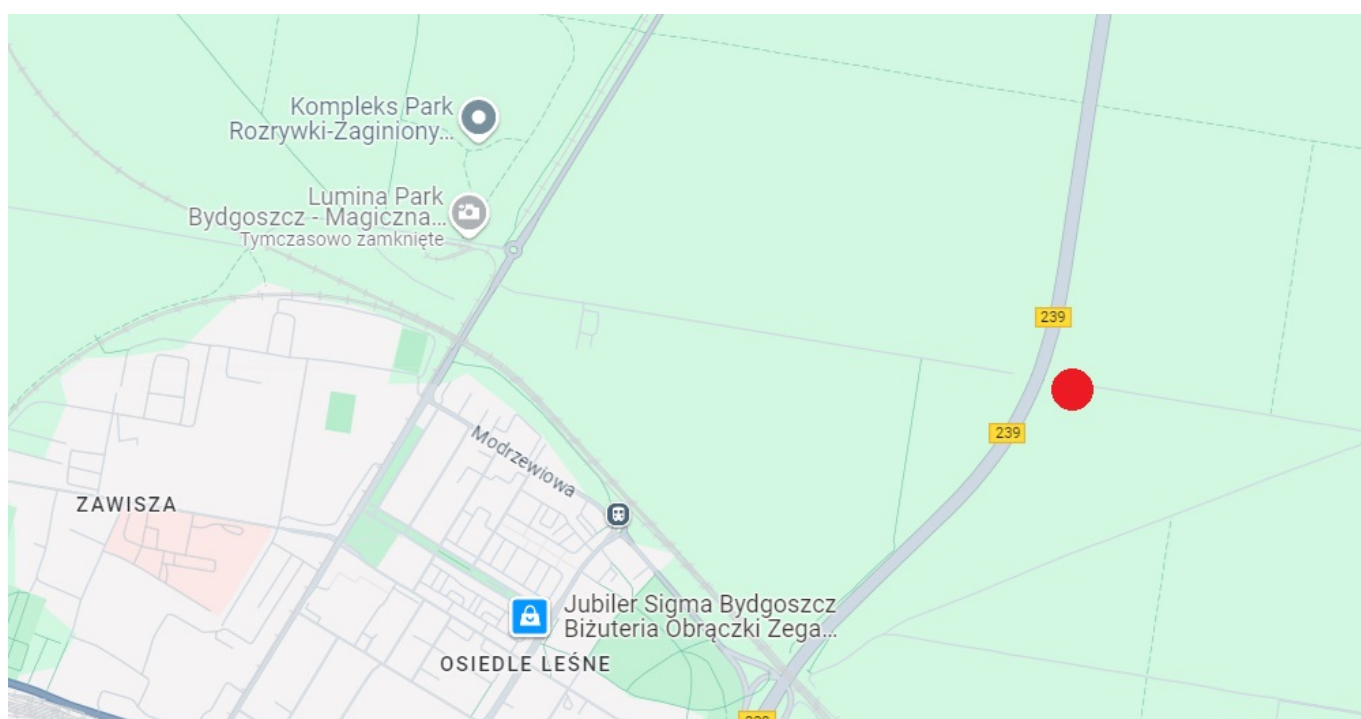 Kompleks Park
Rozrywki-Zaginiony...
Lumina Park
Bydgoszcz - Magiczna...
Tymczasowo zamknięte
239
239
Modrzewiowa
ZAWISZA
Jubiler Sigma Bydgoszcz
Biżuteria Obrączki Zega...
OSIEDLE LEŚNE